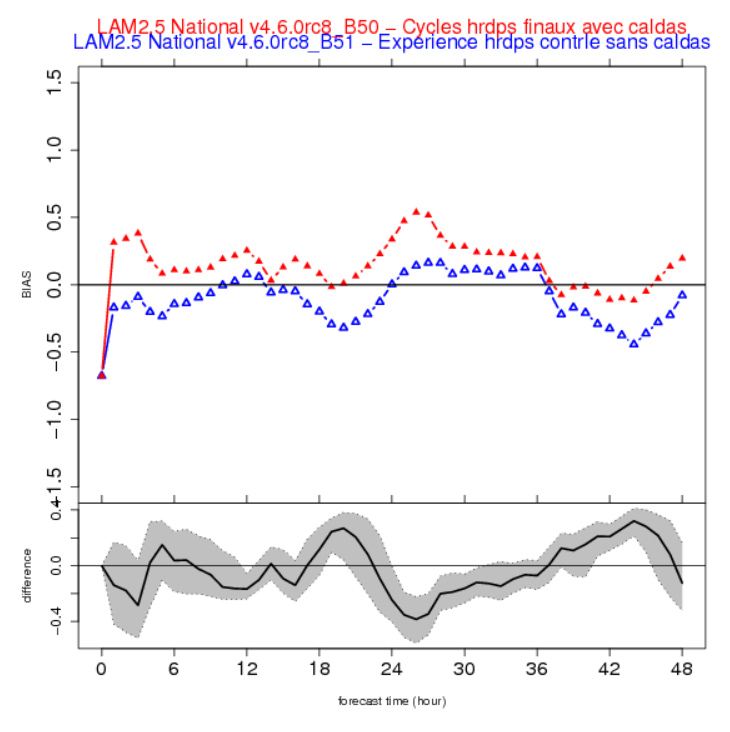 LAM2.5 National v4.6.0rc8_B50 – Cycles hrdps finaux avec caldas
LAM2.5 National v4.6.0rc8_B51 – Expérience hrdps contrle sans caldas
1.5
1.0
0.5
0.0
−0.5
−1.0
−1.5
BIAS
0.4
0.0
−0.4
difference
0 6 12 18 24 30 36 42 48
forecast time (hour)